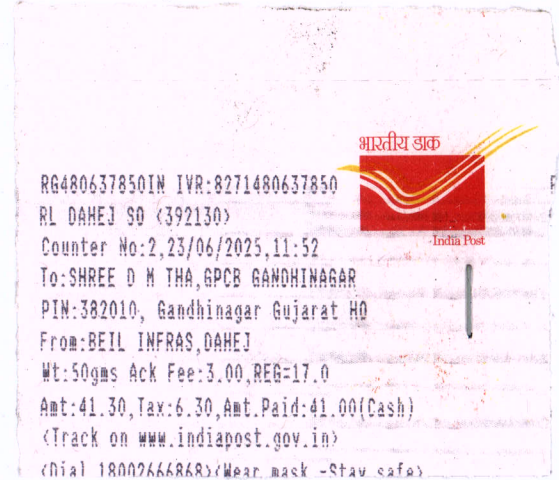 भारतीय डाक
India Post
RG480637850IN IVR:8271480637850
RL DAHEJ SO <392130>
Counter No:2,23/06/2025,11:52
To:SHREE D M THA,GPCB GANDHINAGAR
PIN:382010, Gandhinagar Gujarat HO
From:BEIL INFRAS,DAHEJ
Wt:50gms Ack Fee:3.00,REG=17.0
Amt:41.30,Tax:6.30,Amt.Paid:41.00(Cash)
<Track on www.indiapost.gov.in>
<Dial 18002666868><Wear mask -Stay safe>